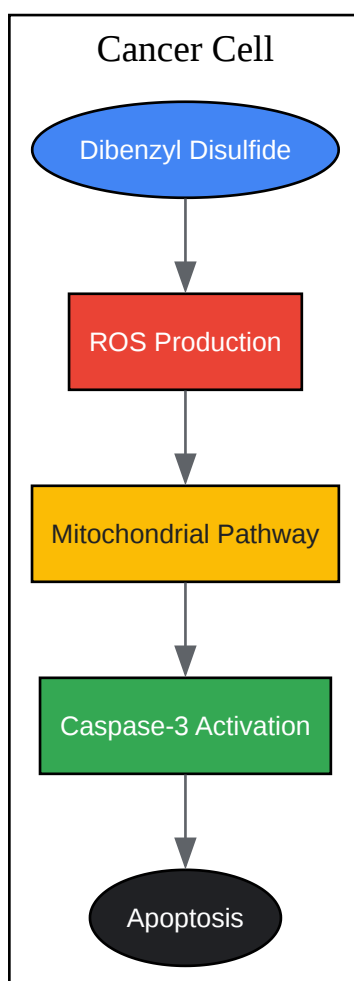 Cancer Cell
Dibenzyl Disulfide
ROS Production
Mitochondrial Pathway
Caspase-3 Activation
Apoptosis